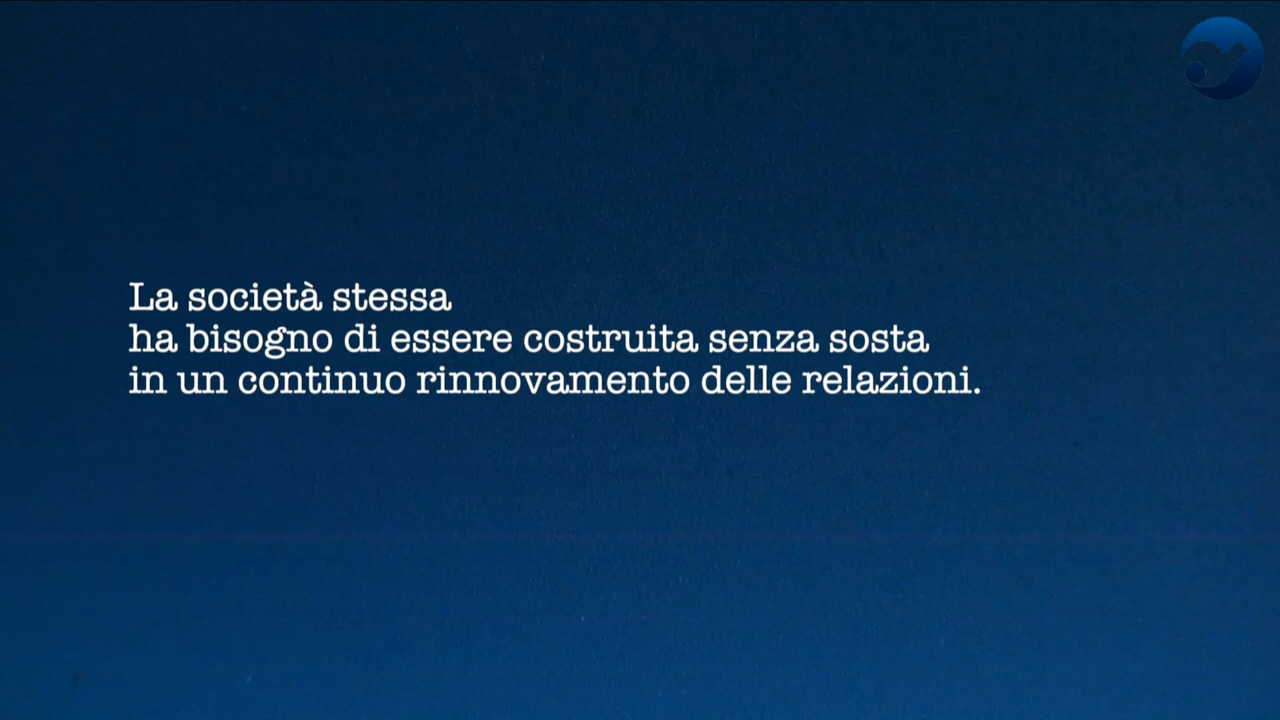 La società stessa
ha bisogno di essere costruita senza sosta
in un continuo rinnovamento delle relazioni.